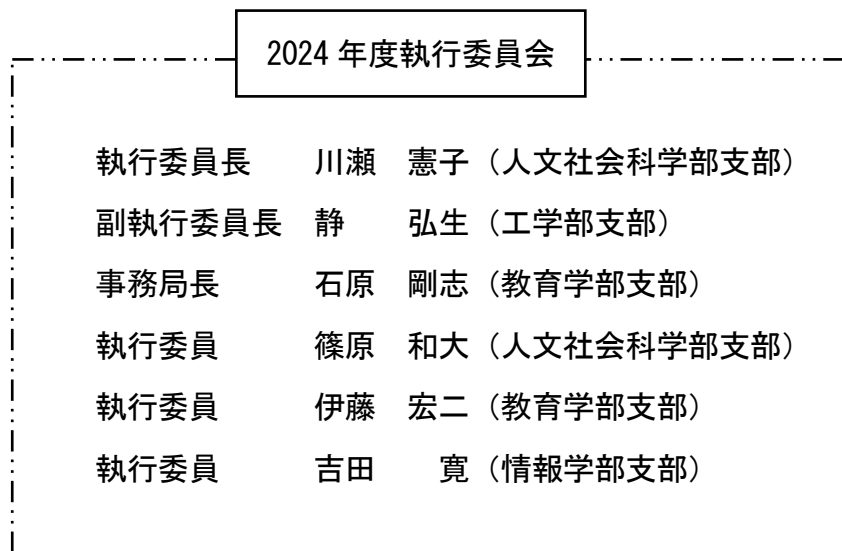 2024 年度執行委員会
執行委員長　　川瀬　憲子（人文社会科学部支部）
副執行委員長　静　　弘生（工学部支部）
事務局長　　　石原　剛志（教育学部支部）
執行委員　　　篠原　和大（人文社会科学部支部）
執行委員　　　伊藤　宏二（教育学部支部）
執行委員　　　吉田　　寛（情報学部支部）